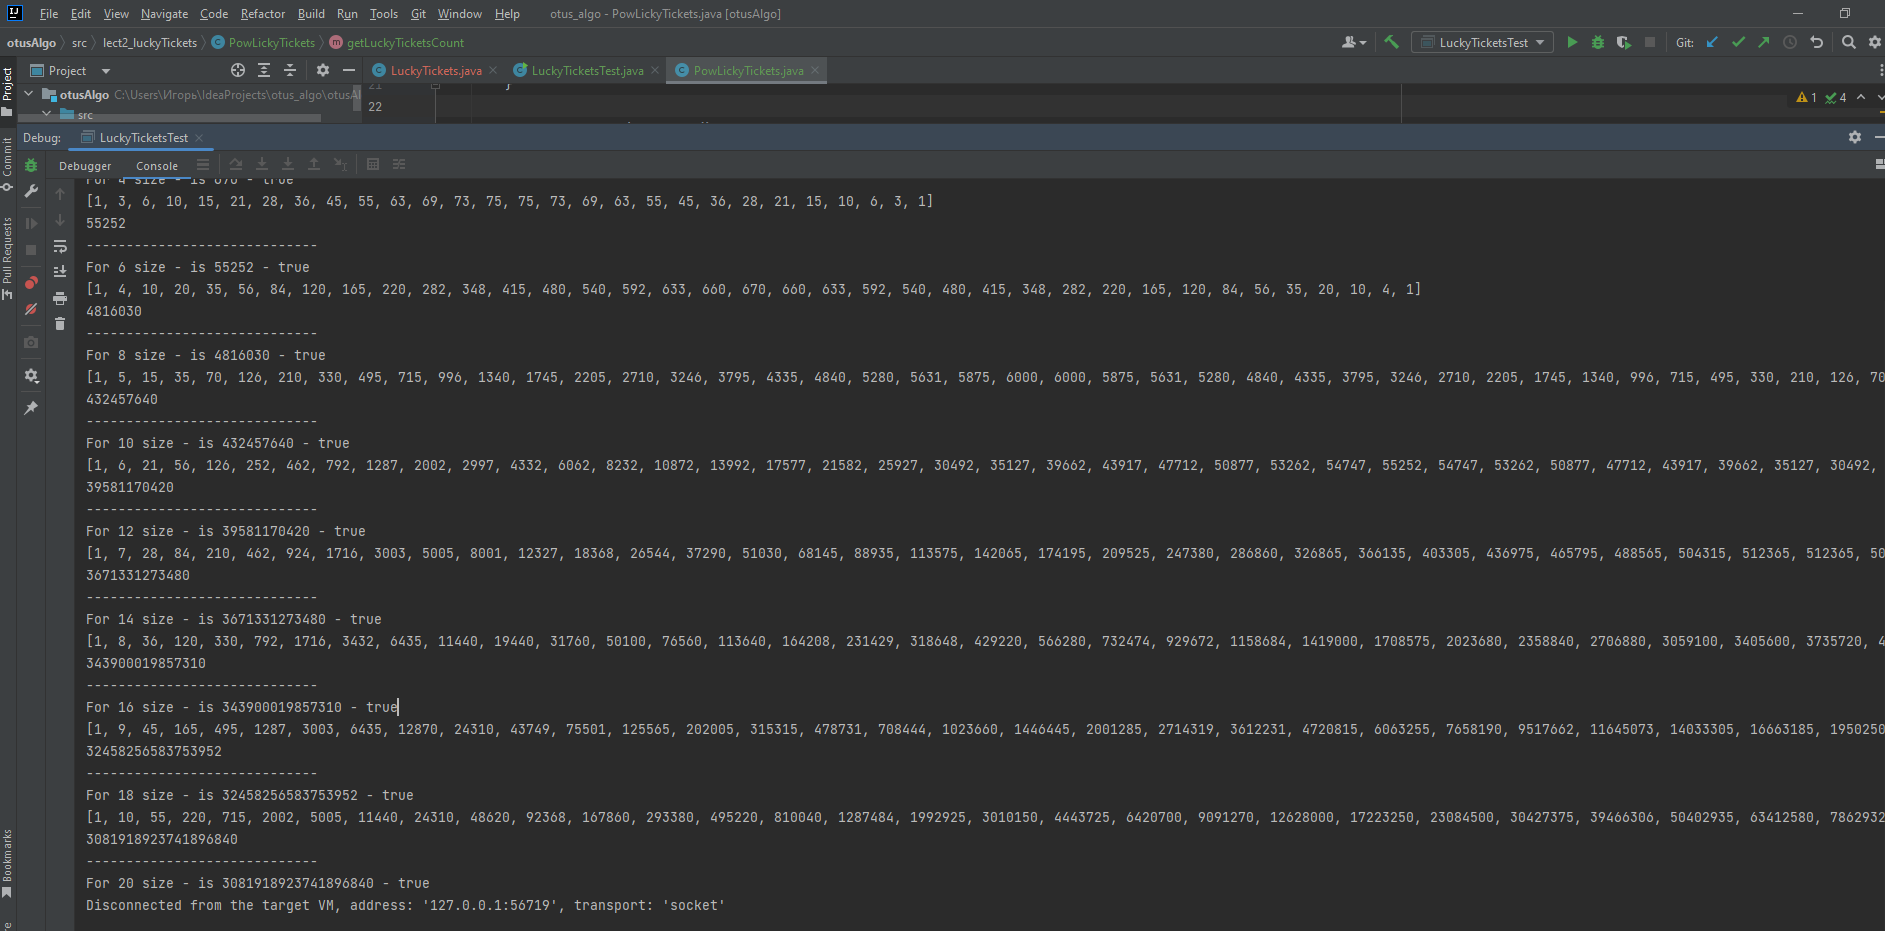 File Edit View Navigate Code Refactor Build Run Tools Git Window Help otus_algo - PowLickyTickets.java [otusAlgo]
otusAlgo src lect2_luckyTickets PowLickyTickets getLuckyTicketsCount LuckyTicketsTest Git:
Project LuckyTickets.java LuckyTicketsTest.java PowLickyTickets.java
otusAlgo C:\Users\Игорь\IdeaProjects\otus_algo\otusAl
21 }
22 1 4
src
Debug: LuckyTicketsTest
Debugger Console
For 4 size - is 670 - true
[1, 3, 6, 10, 15, 21, 28, 36, 45, 55, 63, 69, 73, 75, 75, 73, 69, 63, 55, 45, 36, 28, 21, 15, 10, 6, 3, 1]
55252
-----------------------------
For 6 size - is 55252 - true
[1, 4, 10, 20, 35, 56, 84, 120, 165, 220, 282, 348, 415, 480, 540, 592, 633, 660, 670, 660, 633, 592, 540, 480, 415, 348, 282, 220, 165, 120, 84, 56, 35, 20, 10, 4, 1]
4816030
-----------------------------
For 8 size - is 4816030 - true
[1, 5, 15, 35, 70, 126, 210, 330, 495, 715, 996, 1340, 1745, 2205, 2710, 3246, 3795, 4335, 4840, 5280, 5631, 5875, 6000, 6000, 5875, 5631, 5280, 4840, 4335, 3795, 3246, 2710, 2205, 1745, 1340, 996, 715, 495, 330, 210, 126, 70
432457640
-----------------------------
For 10 size - is 432457640 - true
[1, 6, 21, 56, 126, 252, 462, 792, 1287, 2002, 2997, 4332, 6062, 8232, 10872, 13992, 17577, 21582, 25927, 30492, 35127, 39662, 43917, 47712, 50877, 53262, 54747, 55252, 54747, 53262, 50877, 47712, 43917, 39662, 35127, 30492,
39581170420
-----------------------------
For 12 size - is 39581170420 - true
[1, 7, 28, 84, 210, 462, 924, 1716, 3003, 5005, 8001, 12327, 18368, 26544, 37290, 51030, 68145, 88935, 113575, 142065, 174195, 209525, 247380, 286860, 326865, 366135, 403305, 436975, 465795, 488565, 504315, 512365, 512365, 50
3671331273480
-----------------------------
For 14 size - is 3671331273480 - true
[1, 8, 36, 120, 330, 792, 1716, 3432, 6435, 11440, 19440, 31760, 50100, 76560, 113640, 164208, 231429, 318648, 429220, 566280, 732474, 929672, 1158684, 1419000, 1708575, 2023680, 2358840, 2706880, 3059100, 3405600, 3735720, 4
343900019857310
-----------------------------
For 16 size - is 343900019857310 - true
[1, 9, 45, 165, 495, 1287, 3003, 6435, 12870, 24310, 43749, 75501, 125565, 202005, 315315, 478731, 708444, 1023660, 1446445, 2001285, 2714319, 3612231, 4720815, 6063255, 7658190, 9517662, 11645073, 14033305, 16663185, 1950250
32458256583753952
-----------------------------
For 18 size - is 32458256583753952 - true
[1, 10, 55, 220, 715, 2002, 5005, 11440, 24310, 48620, 92368, 167860, 293380, 495220, 810040, 1287484, 1992925, 3010150, 4443725, 6420700, 9091270, 12628000, 17223250, 23084500, 30427375, 39466306, 50402935, 63412580, 7862932
3081918923741896840
-----------------------------
For 20 size - is 3081918923741896840 - true
Disconnected from the target VM, address: '127.0.0.1:56719', transport: 'socket'
Project
Commit
Pull Requests
Bookmarks
re